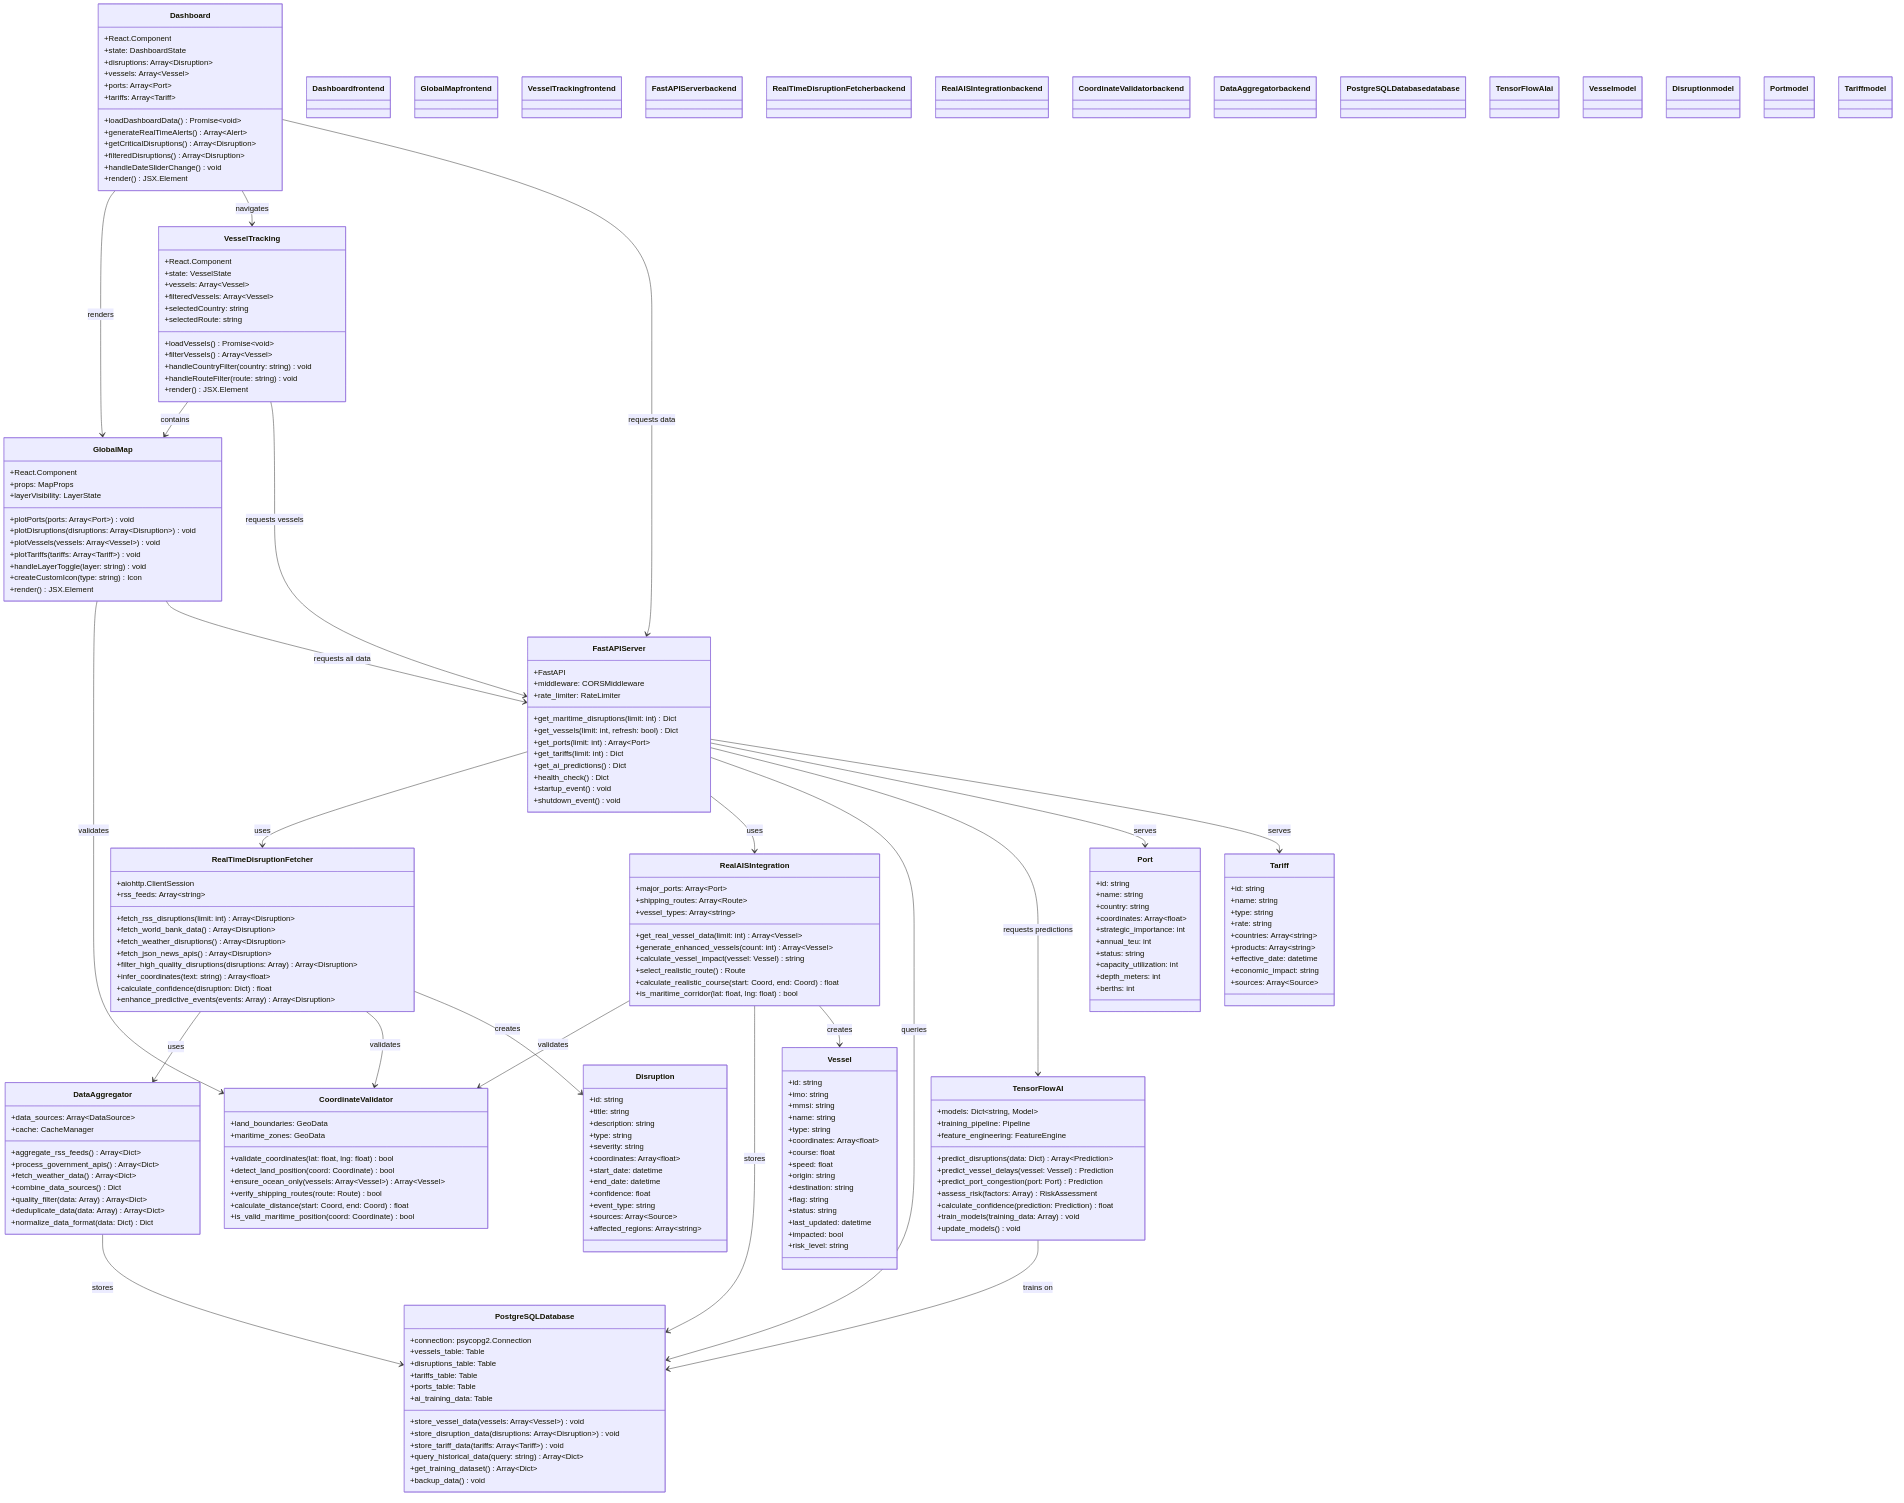 Dashboard
+React.Component
+state: DashboardState
+disruptions: Array<Disruption>
+vessels: Array<Vessel>
+ports: Array<Port>
+tariffs: Array<Tariff>
+loadDashboardData() : Promise<void>
+generateRealTimeAlerts() : Array<Alert>
+getCriticalDisruptions() : Array<Disruption>
+filteredDisruptions() : Array<Disruption>
+handleDateSliderChange() : void
+render() : JSX.Element
Dashboardfrontend
GlobalMapfrontend
VesselTrackingfrontend
FastAPIServerbackend
RealTimeDisruptionFetcherbackend
RealAISIntegrationbackend
CoordinateValidatorbackend
DataAggregatorbackend
PostgreSQLDatabasedatabase
TensorFlowAIai
Vesselmodel
Disruptionmodel
Portmodel
Tariffmodel
navigates
renders
requests data
VesselTracking
+React.Component
+state: VesselState
+vessels: Array<Vessel>
+filteredVessels: Array<Vessel>
+selectedCountry: string
+selectedRoute: string
+loadVessels() : Promise<void>
+filterVessels() : Array<Vessel>
+handleCountryFilter(country: string) : void
+handleRouteFilter(route: string) : void
+render() : JSX.Element
contains
requests vessels
GlobalMap
+React.Component
+props: MapProps
+layerVisibility: LayerState
+plotPorts(ports: Array<Port>) : void
+plotDisruptions(disruptions: Array<Disruption>) : void
+plotVessels(vessels: Array<Vessel>) : void
+plotTariffs(tariffs: Array<Tariff>) : void
+handleLayerToggle(layer: string) : void
+createCustomIcon(type: string) : Icon
+render() : JSX.Element
requests all data
validates
FastAPIServer
+FastAPI
+middleware: CORSMiddleware
+rate_limiter: RateLimiter
+get_maritime_disruptions(limit: int) : Dict
+get_vessels(limit: int, refresh: bool) : Dict
+get_ports(limit: int) : Array<Port>
+get_tariffs(limit: int) : Dict
+get_ai_predictions() : Dict
+health_check() : Dict
+startup_event() : void
+shutdown_event() : void
uses
uses
serves
serves
requests predictions
queries
RealTimeDisruptionFetcher
+aiohttp.ClientSession
+rss_feeds: Array<string>
+fetch_rss_disruptions(limit: int) : Array<Disruption>
+fetch_world_bank_data() : Array<Disruption>
+fetch_weather_disruptions() : Array<Disruption>
+fetch_json_news_apis() : Array<Disruption>
+filter_high_quality_disruptions(disruptions: Array) : Array<Disruption>
+infer_coordinates(text: string) : Array<float>
+calculate_confidence(disruption: Dict) : float
+enhance_predictive_events(events: Array) : Array<Disruption>
RealAISIntegration
+major_ports: Array<Port>
+shipping_routes: Array<Route>
+vessel_types: Array<string>
+get_real_vessel_data(limit: int) : Array<Vessel>
+generate_enhanced_vessels(count: int) : Array<Vessel>
+calculate_vessel_impact(vessel: Vessel) : string
+select_realistic_route() : Route
+calculate_realistic_course(start: Coord, end: Coord) : float
+is_maritime_corridor(lat: float, lng: float) : bool
Port
+id: string
+name: string
+country: string
+coordinates: Array<float>
+strategic_importance: int
+annual_teu: int
+status: string
+capacity_utilization: int
+depth_meters: int
+berths: int
Tariff
+id: string
+name: string
+type: string
+rate: string
+countries: Array<string>
+products: Array<string>
+effective_date: datetime
+economic_impact: string
+sources: Array<Source>
uses
validates
creates
validates
stores
creates
DataAggregator
+data_sources: Array<DataSource>
+cache: CacheManager
+aggregate_rss_feeds() : Array<Dict>
+process_government_apis() : Array<Dict>
+fetch_weather_data() : Array<Dict>
+combine_data_sources() : Dict
+quality_filter(data: Array) : Array<Dict>
+deduplicate_data(data: Array) : Array<Dict>
+normalize_data_format(data: Dict) : Dict
CoordinateValidator
+land_boundaries: GeoData
+maritime_zones: GeoData
+validate_coordinates(lat: float, lng: float) : bool
+detect_land_position(coord: Coordinate) : bool
+ensure_ocean_only(vessels: Array<Vessel>) : Array<Vessel>
+verify_shipping_routes(route: Route) : bool
+calculate_distance(start: Coord, end: Coord) : float
+is_valid_maritime_position(coord: Coordinate) : bool
Disruption
+id: string
+title: string
+description: string
+type: string
+severity: string
+coordinates: Array<float>
+start_date: datetime
+end_date: datetime
+confidence: float
+event_type: string
+sources: Array<Source>
+affected_regions: Array<string>
Vessel
+id: string
+imo: string
+mmsi: string
+name: string
+type: string
+coordinates: Array<float>
+course: float
+speed: float
+origin: string
+destination: string
+flag: string
+status: string
+last_updated: datetime
+impacted: bool
+risk_level: string
TensorFlowAI
+models: Dict<string, Model>
+training_pipeline: Pipeline
+feature_engineering: FeatureEngine
+predict_disruptions(data: Dict) : Array<Prediction>
+predict_vessel_delays(vessel: Vessel) : Prediction
+predict_port_congestion(port: Port) : Prediction
+assess_risk(factors: Array) : RiskAssessment
+calculate_confidence(prediction: Prediction) : float
+train_models(training_data: Array) : void
+update_models() : void
stores
trains on
PostgreSQLDatabase
+connection: psycopg2.Connection
+vessels_table: Table
+disruptions_table: Table
+tariffs_table: Table
+ports_table: Table
+ai_training_data: Table
+store_vessel_data(vessels: Array<Vessel>) : void
+store_disruption_data(disruptions: Array<Disruption>) : void
+store_tariff_data(tariffs: Array<Tariff>) : void
+query_historical_data(query: string) : Array<Dict>
+get_training_dataset() : Array<Dict>
+backup_data() : void